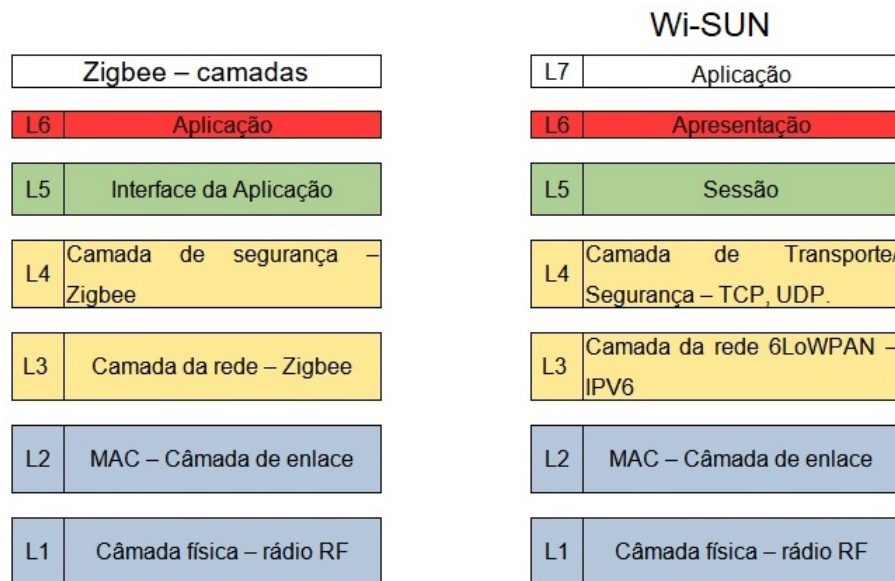 Zigbee – camadas
L6 Aplicação
L5 Interface da Aplicação
L4 Camada de segurança –
Zigbee
L3 Camada da rede – Zigbee
L2 MAC – Câmada de enlace
L1 Câmada física – rádio RF
Wi-SUN
L7 Aplicação
L6 Apresentação
L5 Sessão
L4 Camada de Transporte/
Segurança – TCP, UDP.
L3 Camada da rede 6LoWPAN –
IPV6
L2 MAC – Câmada de enlace
L1 Câmada física – rádio RF